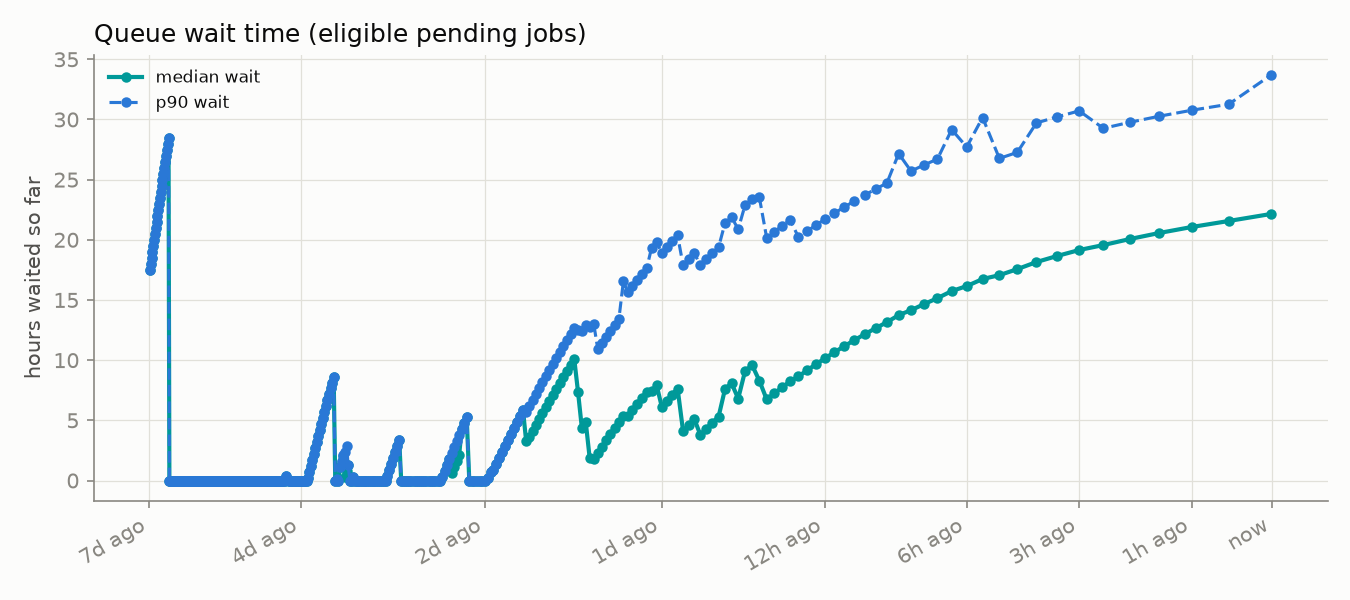 Queue wait time (eligible pending jobs)
median wait
p90 wait
hours waited so far
35
30
25
20
15
10
5
0
7d ago
4d ago
2d ago
1d ago
12h ago
6h ago
3h ago
1h ago
now